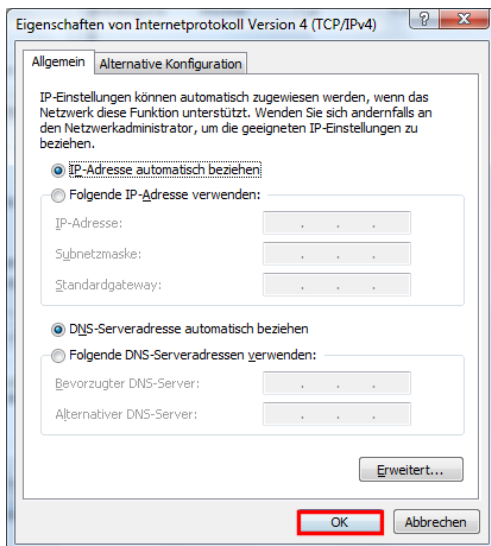 Eigenschaften von Internetprotokoll Version 4 (TCP/IPv4)
Allgemein
Alternative Konfiguration
IP-Einstellungen können automatisch zugewiesen werden, wenn das
Netzwerk diese Funktion unterstützt. Wenden Sie sich andernfalls an
den Netzwerkadministrator, um die geeigneten IP-Einstellungen zu
beziehen.
IP-Adresse automatisch beziehen
Folgende IP-Adresse verwenden:
IP-Adresse:
Subnetzmaske:
Standardgateway:
DNS-Serveradresse automatisch beziehen
Folgende DNS-Serveradressen verwenden:
Bevorzugter DNS-Server:
Alternativer DNS-Server:
Erweitert...
OK
Abbrechen